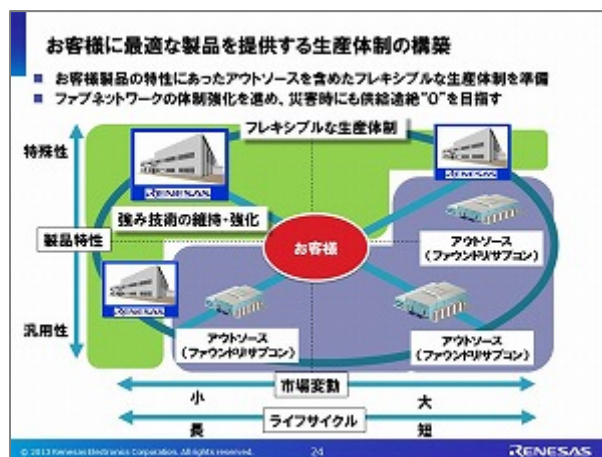 お客様に最適な製品を提供する生産体制の構築
お客様製品の特性にあったアウトソースを含めたフレキシブルな生産体制を準備
ファブネットワークの体制強化を進め、災害時にも供給途絶"0"を目指す
フレキシブルな生産体制
特殊性
RENESAS
RENESAS
強み技術の維持・強化
製品特性
お客様
アウトソース
(ファウンドリ/サブコン)
RENESAS
汎用性
アウトソース
(ファウンドリ/サブコン)
アウトソース
(ファウンドリ/サブコン)
市場変動
小
大
ライフサイクル
長
短
© 2013 Renesas Electronics Corporation. All rights reserved.
24
RENESAS